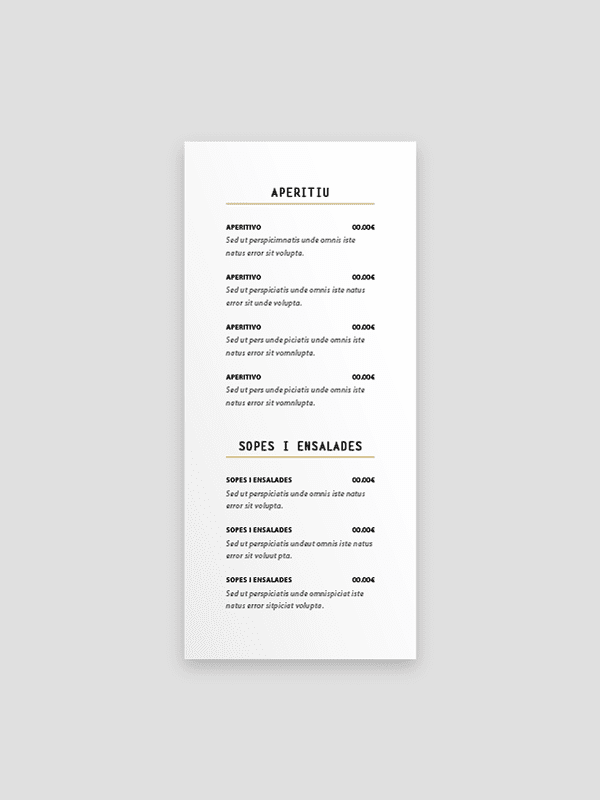 APERITIU
APERITIVO 00.00€
Sed ut perspicimnatis unde omnis iste
natus error sit volupta.
APERITIVO 00.00€
Sed ut perspiciatis unde omnis iste natus
error sit unde volupta.
APERITIVO 00.00€
Sed ut pers unde piciatis unde omnis iste
natus error sit vomnlupta.
APERITIVO 00.00€
Sed ut pers unde piciatis unde omnis iste
natus error sit vomnlupta.
SOPES I ENSALADES
SOPES I ENSALADES 00.00€
Sed ut perspiciatis unde omnis iste natus
error sit volupta.
SOPES I ENSALADES 00.00€
Sed ut perspiciatis undeut omnis iste natus
error sit voluut pta.
SOPES I ENSALADES 00.00€
Sed ut perspiciatis unde omnispiciat iste
natus error sitpiciat volupta.